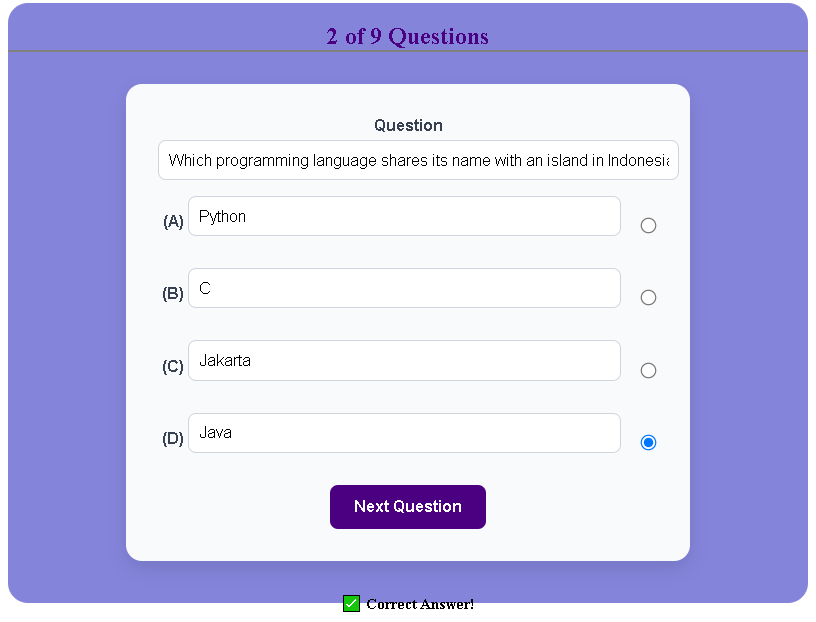 2 of 9 Questions
Question
Which programming language shares its name with an island in Indonesia
(A) Python
(B) C
(C) Jakarta
(D) Java
Next Question
Correct Answer!